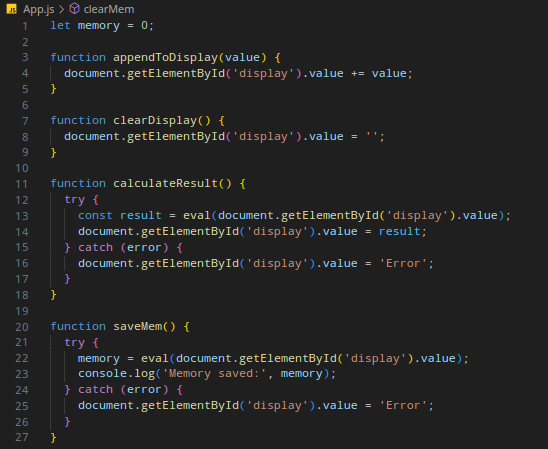 JS App.js > clearMem
1 let memory = 0;
2
3 function appendToDisplay(value) {
4   document.getElementById('display').value += value;
5 }
6
7 function clearDisplay() {
8   document.getElementById('display').value = '';
9 }
10
11 function calculateResult() {
12   try {
13     const result = eval(document.getElementById('display').value);
14     document.getElementById('display').value = result;
15   } catch (error) {
16     document.getElementById('display').value = 'Error';
17   }
18 }
19
20 function saveMem() {
21   try {
22     memory = eval(document.getElementById('display').value);
23     console.log('Memory saved:', memory);
24   } catch (error) {
25     document.getElementById('display').value = 'Error';
26   }
27 }